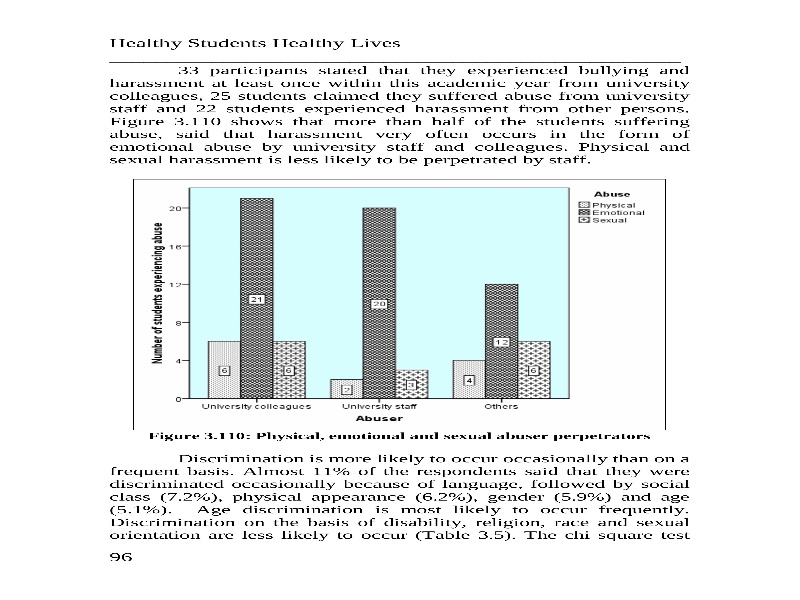 Healthy Students Healthy Lives
33 participants stated that they experienced bullying and
harassment at least once within this academic year from university
colleagues, 25 students claimed they suffered abuse from university
staff and 22 students experienced harassment from other persons.
Figure 3.110 shows that more than half of the students suffering
abuse, said that harassment very often occurs in the form of
emotional abuse by university staff and colleagues. Physical and
sexual harassment is less likely to be perpetrated by staff.
Abuse
Physical
Emotional
Sexual
Number of students experiencing abuse
20
16
12
8
4
0
6 21 6 2 20 3 4 12 6
University colleagues University staff Others
Abuser
Figure 3.110: Physical, emotional and sexual abuser perpetrators
Discrimination is more likely to occur occasionally than on a
frequent basis. Almost 11% of the respondents said that they were
discriminated occasionally because of language, followed by social
class (7.2%), physical appearance (6.2%), gender (5.9%) and age
(5.1%). Age discrimination is most likely to occur frequently.
Discrimination on the basis of disability, religion, race and sexual
orientation are less likely to occur (Table 3.5). The chi square test
96